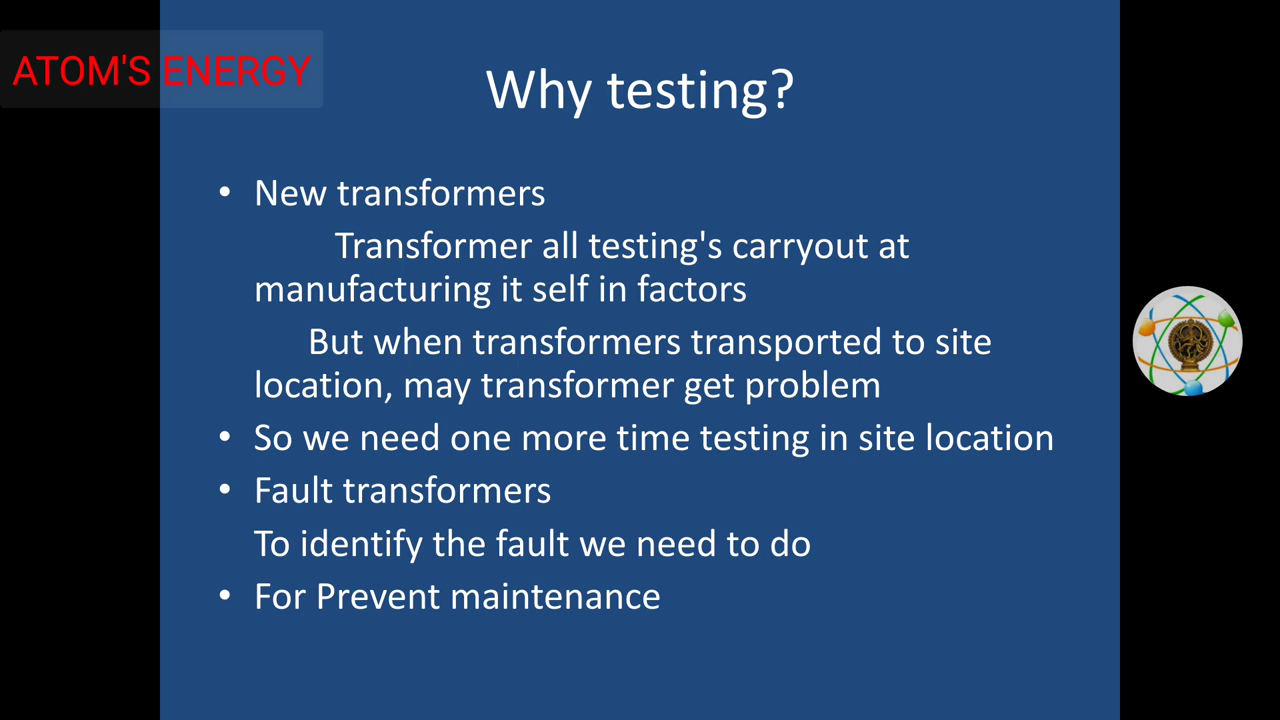 ATOM'S ENERGY
Why testing?
• New transformers
Transformer all testing's carryout at
manufacturing it self in factors
But when transformers transported to site
location, may transformer get problem
• So we need one more time testing in site location
• Fault transformers
To identify the fault we need to do
• For Prevent maintenance